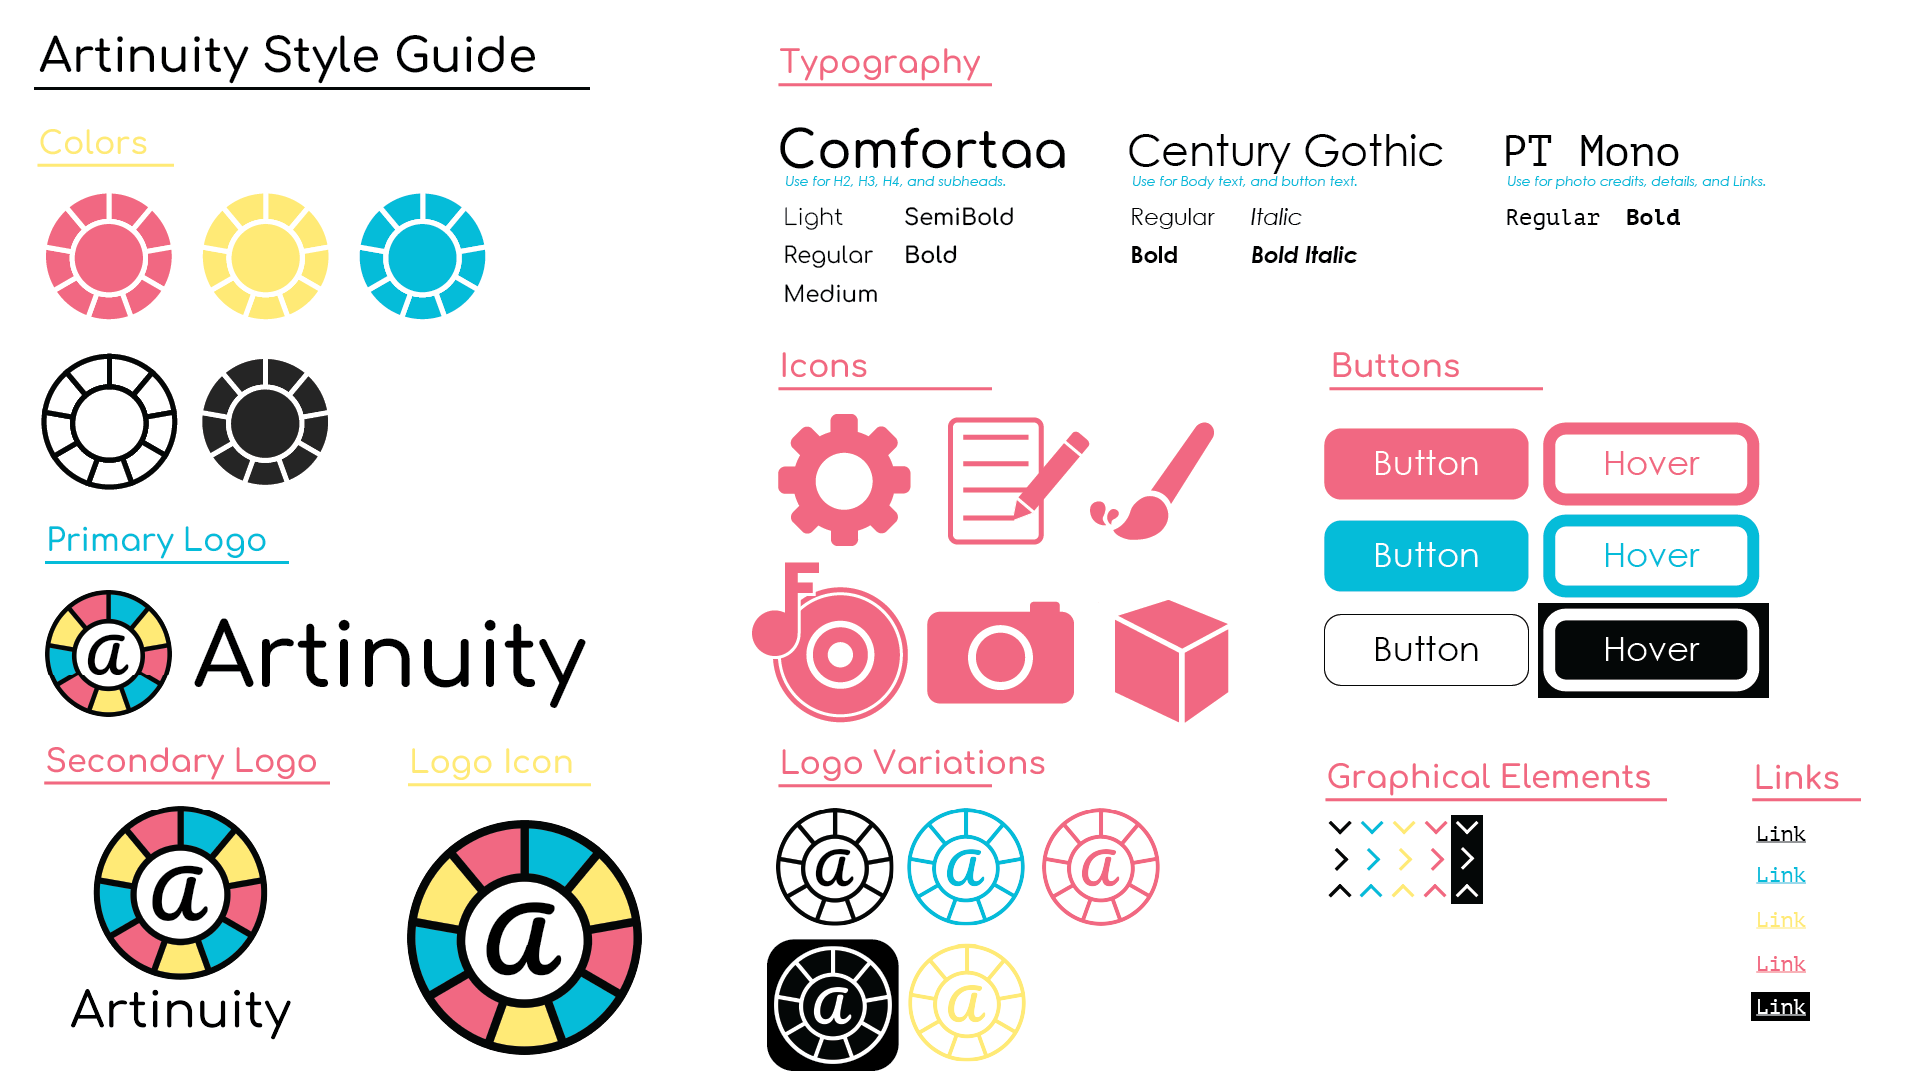 Artinuity Style Guide
Colors
Primary Logo
a
Artinuity
Secondary Logo
a
Artinuity
Logo Icon
a
Typography
Comfortaa
Use for H2, H3, H4, and subheads.
Light
SemiBold
Regular
Bold
Medium
Century Gothic
Use for Body text, and button text.
Regular
Italic
Bold
Bold Italic
PT Mono
Use for photo credits, details, and Links.
Regular
Bold
Icons
Buttons
Button
Hover
Button
Hover
Button
Hover
Logo Variations
a
a
a
a
a
Graphical Elements
Links
Link
Link
Link
Link
Link